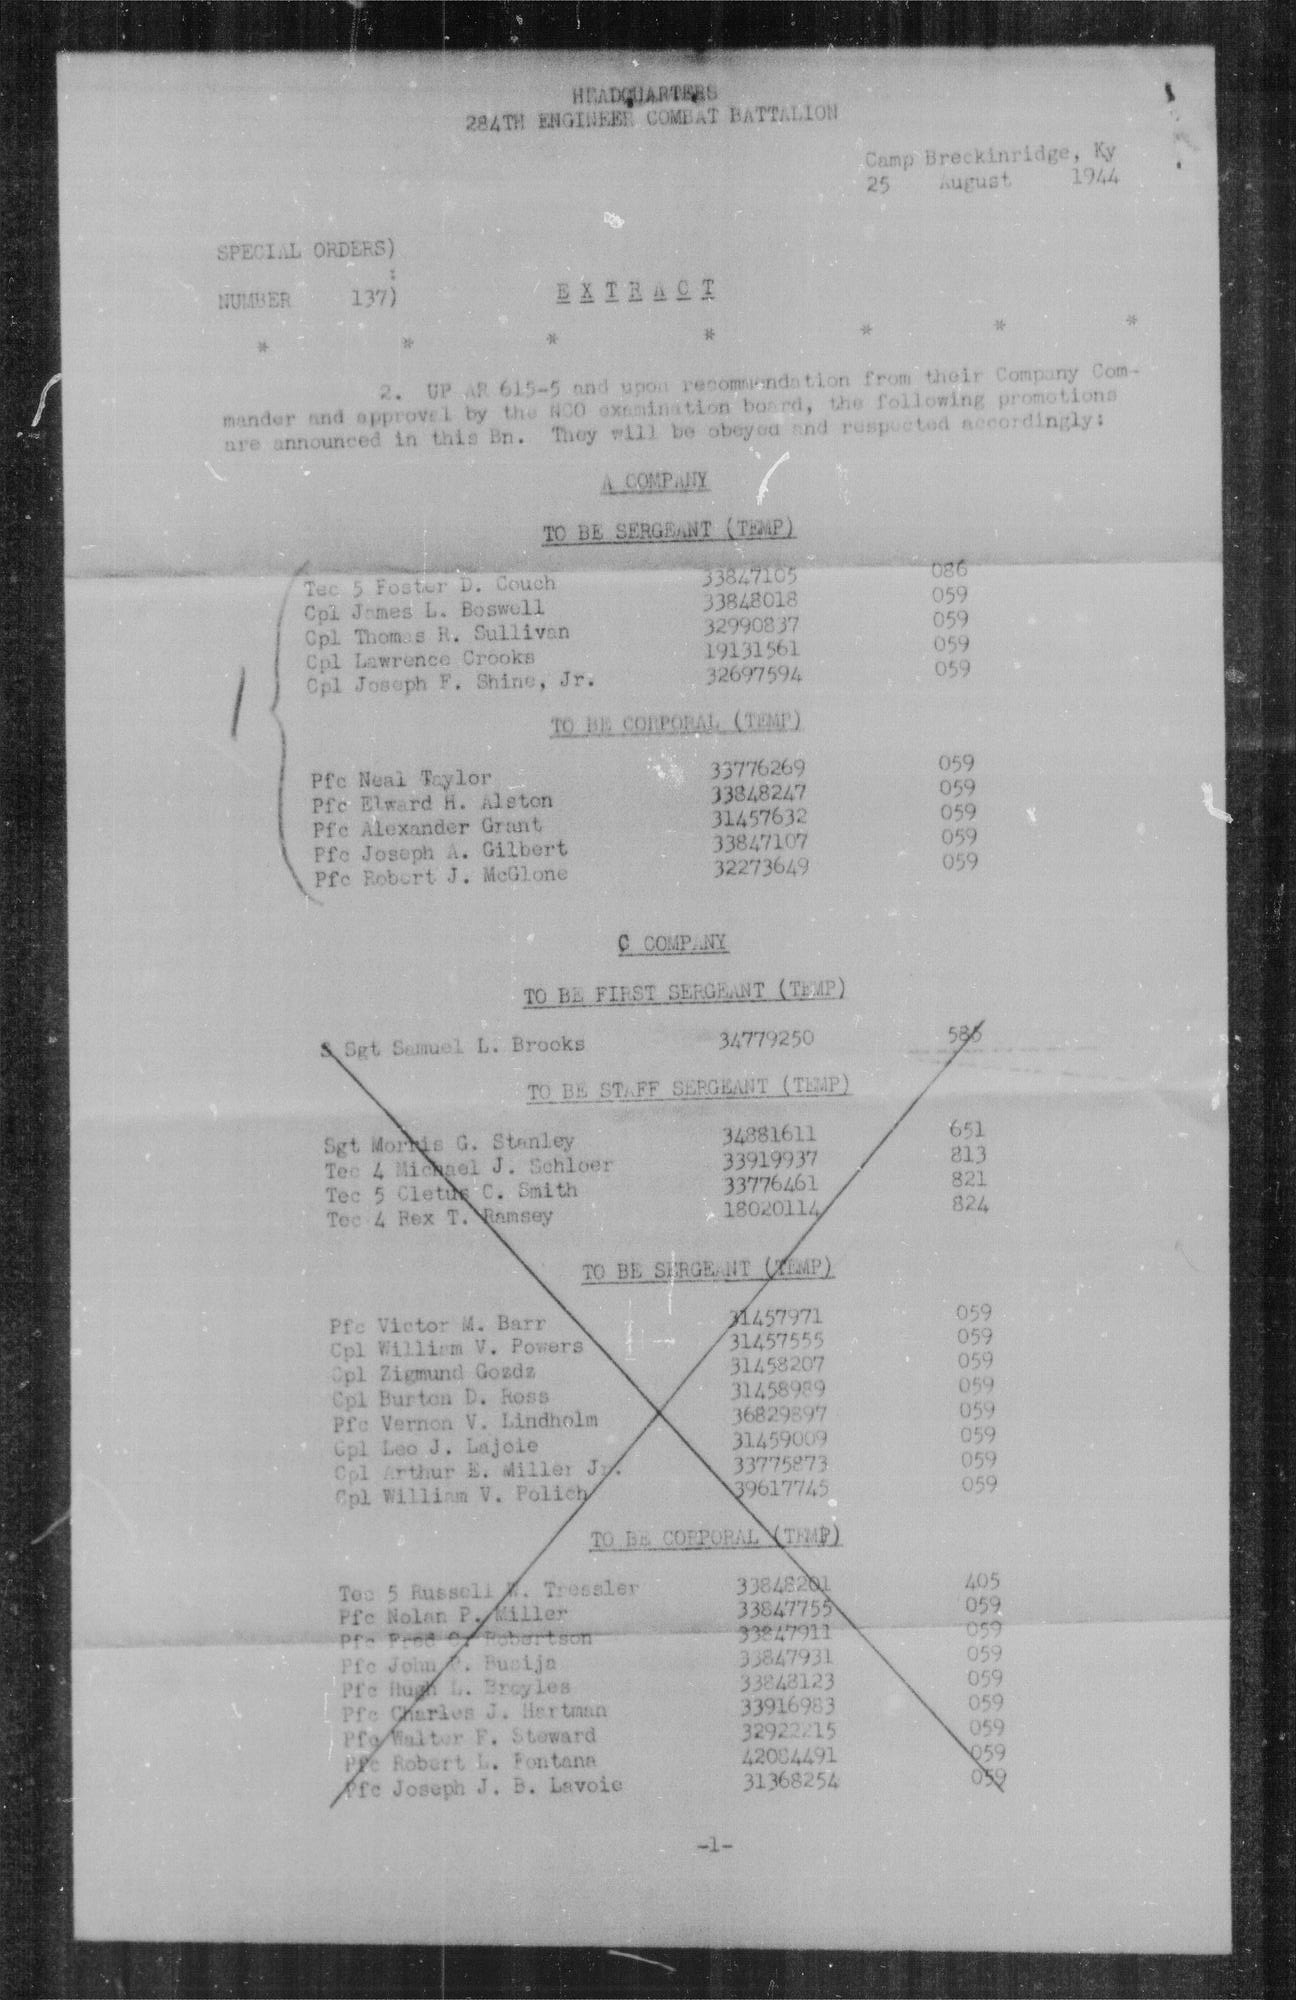 HEADQUARTERS
284TH ENGINEER COMBAT BATTALION
Camp Breckinridge, Ky
25 August 1944
SPECIAL ORDERS)
:
NUMBER 137)
E X T R A C T
* * * * * * *
2. UP AR 615-5 and upon recommendation from their Company Com-
mander and approval by the NCO examination board, the following promotions
are announced in this Bn. They will be obeyed and respected accordingly:
A COMPANY
TO BE SERGEANT (TEMP)
Tec 5 Foster D. Couch 33847105 086
Cpl James L. Boswell 33848018 059
Cpl Thomas R. Sullivan 32990837 059
Cpl Lawrence Crooks 19131561 059
Cpl Joseph F. Shine, Jr. 32697594 059
TO BE CORPORAL (TEMP)
Pfc Neal Taylor 33776269 059
Pfc Elward H. Alston 33848247 059
Pfc Alexander Grant 31457632 059
Pfc Joseph A. Gilbert 33847107 059
Pfc Robert J. McGlone 32273649 059
C COMPANY
TO BE FIRST SERGEANT (TEMP)
S Sgt Samuel L. Brooks 34779250 585
TO BE STAFF SERGEANT (TEMP)
Sgt Morris G. Stanley 34881611 651
Tec 4 Michael J. Schloer 33919937 813
Tec 5 Cletus C. Smith 33776461 821
Tec 4 Rex T. Ramsey 18020114 824
TO BE SERGEANT (TEMP)
Pfc Victor M. Barr 31457971 059
Cpl William V. Powers 31457555 059
Cpl Zigmund Gozdz 31458207 059
Cpl Burton D. Ross 31458989 059
Pfc Vernon V. Lindholm 36829897 059
Cpl Leo J. Lajoie 31459009 059
Cpl Arthur E. Miller Jr. 33775873 059
Cpl William V. Polich 39617745 059
TO BE CORPORAL (TEMP)
Tec 5 Russell W. Tressler 33848201 405
Pfc Nolan P. Miller 33847755 059
Pfc Fred C. Robertson 33847911 059
Pfc John P. Busija 33847931 059
Pfc Hugh L. Broyles 33848123 059
Pfc Charles J. Hartman 33916983 059
Pfc Walter F. Steward 32922215 059
Pfc Robert L. Fontana 42084491 059
Pfc Joseph J. B. Lavoie 31368254 059
-1-